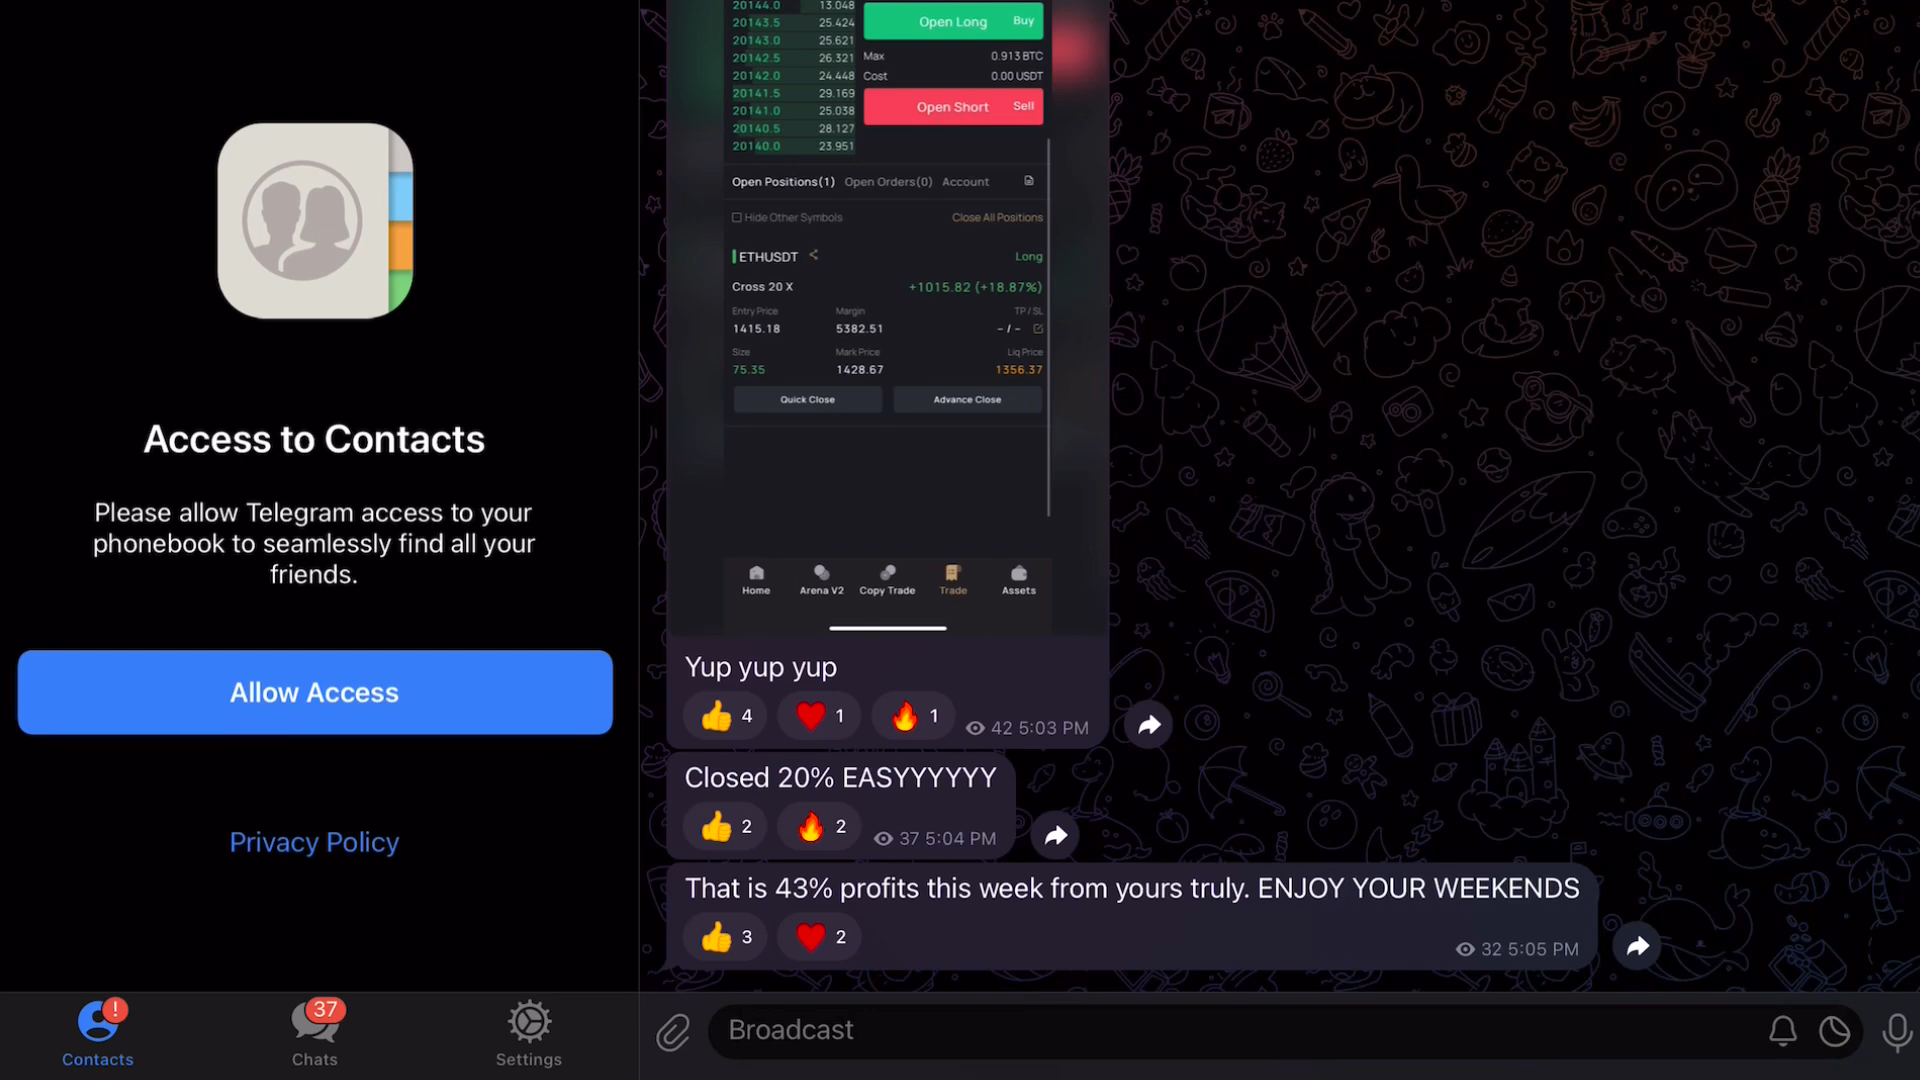 Access to Contacts
Please allow Telegram access to your
phonebook to seamlessly find all your
friends.
Allow Access
Privacy Policy
!
Contacts
37
Chats
Settings
20144.0 13.048
20143.5 25.424
20143.0 25.621
20142.5 26.321
20142.0 24.448
20141.5 29.169
20141.0 25.038
20140.5 28.127
20140.0 23.951
Open Long Buy
Max 0.913 BTC
Cost 0.00 USDT
Open Short Sell
Open Positions(1) Open Orders(0) Account
Hide Other Symbols Close All Positions
ETHUSDT Long
Cross 20 X +1015.82 (+18.87%)
Entry Price Margin TP / SL
1415.18 5382.51 - / -
Size Mark Price Liq Price
75.35 1428.67 1356.37
Quick Close Advance Close
Home Arena V2 Copy Trade Trade Assets
Yup yup yup
4 1 1 42 5:03 PM
Closed 20% EASYYYYYY
2 2 37 5:04 PM
That is 43% profits this week from yours truly. ENJOY YOUR WEEKENDS
3 2 32 5:05 PM
Broadcast